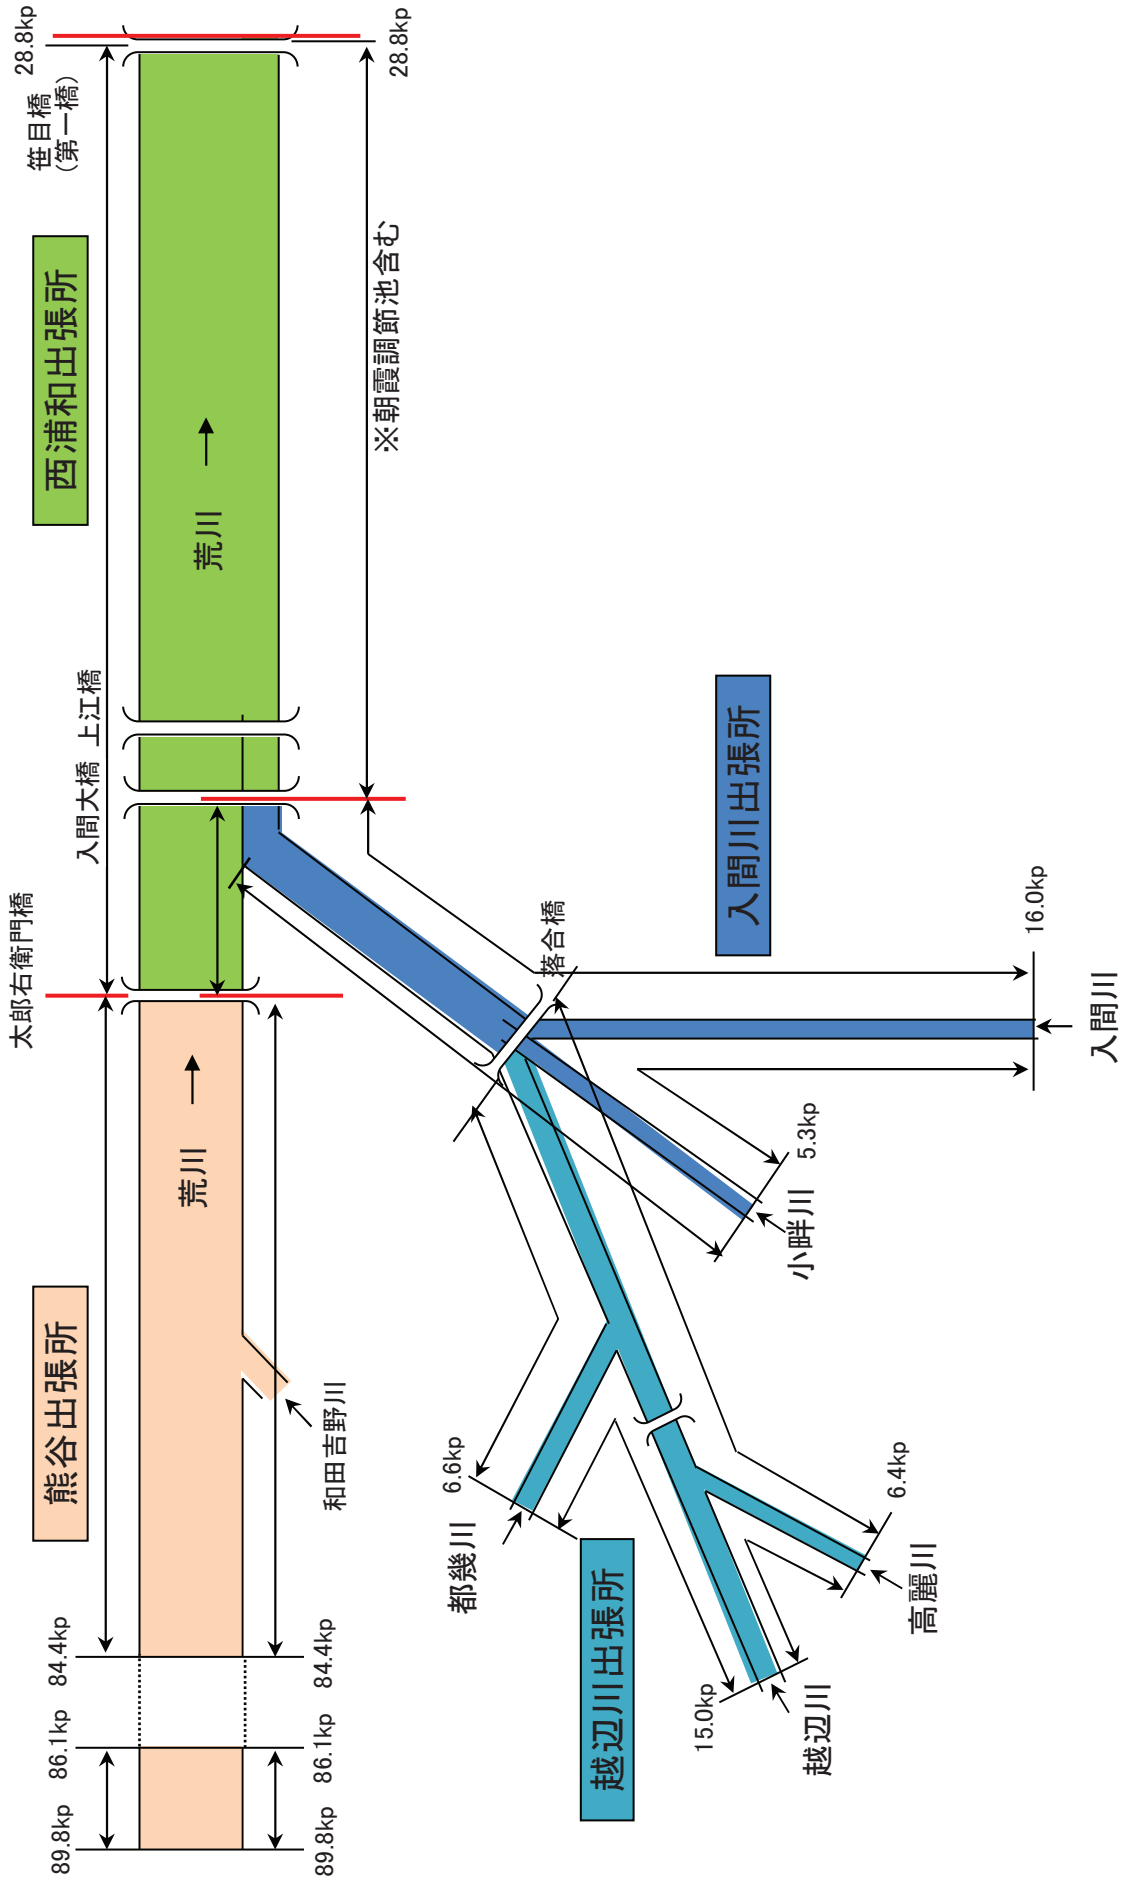 89.8kp
86.1kp
84.4kp
太郎右衛門橋
入間大橋
上江橋
笹目橋
（第一橋）
28.8kp
熊谷出張所
西浦和出張所
荒川
荒川
89.8kp
86.1kp
84.4kp
和田吉野川
※朝霞調節池含む
28.8kp
都幾川
6.6kp
落合橋
越辺川出張所
入間川出張所
15.0kp
越辺川
6.4kp
高麗川
小畔川
5.3kp
16.0kp
入間川